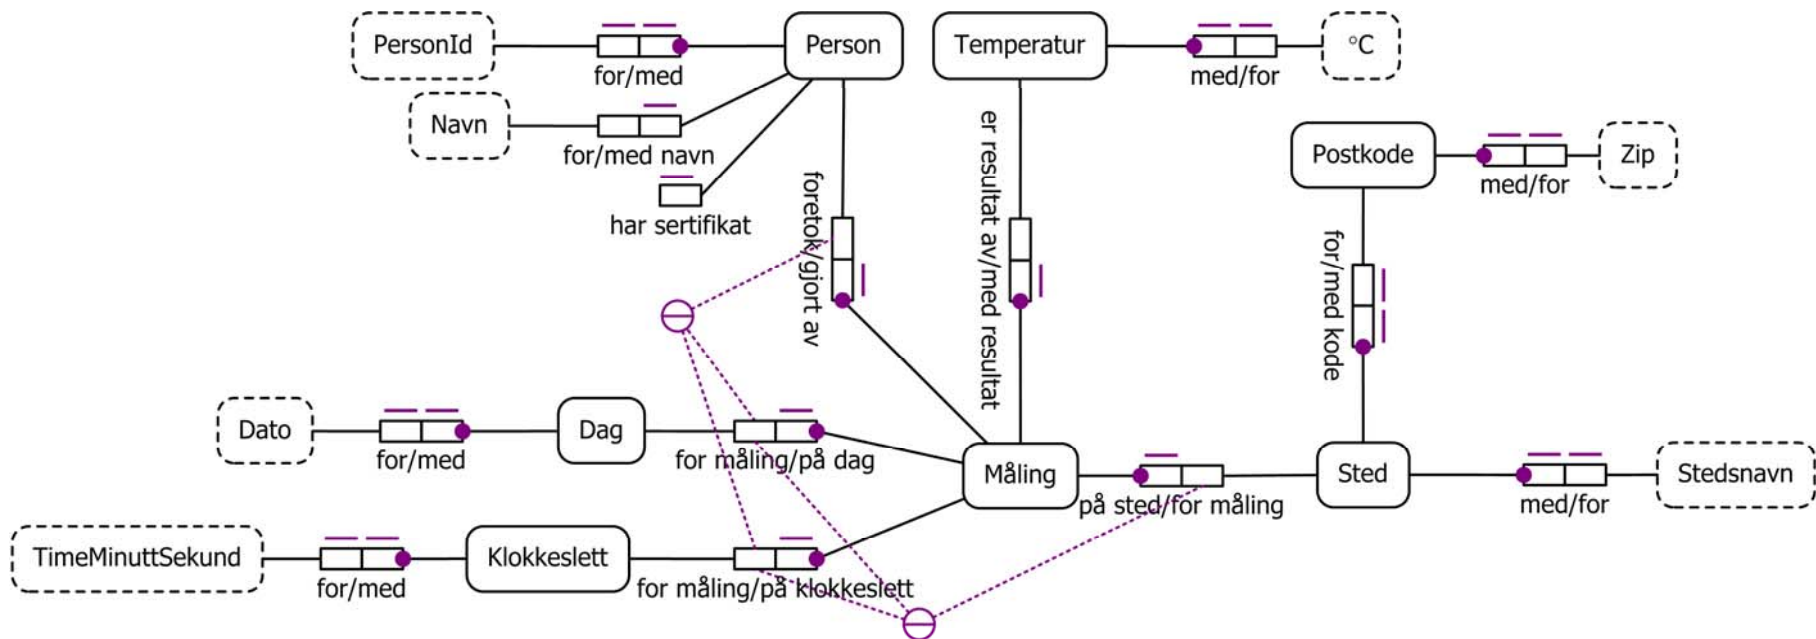 PersonId
for/med
Person
Temperatur
med/for
°C
Navn
for/med navn
har sertifikat
foretok/gjort av
er resultat av/med resultat
Postkode
med/for
Zip
for/med kode
Dato
for/med
Dag
for måling/på dag
Måling
på sted/for måling
Sted
med/for
Stedsnavn
TimeMinuttSekund
for/med
Klokkeslett
for måling/på klokkeslett